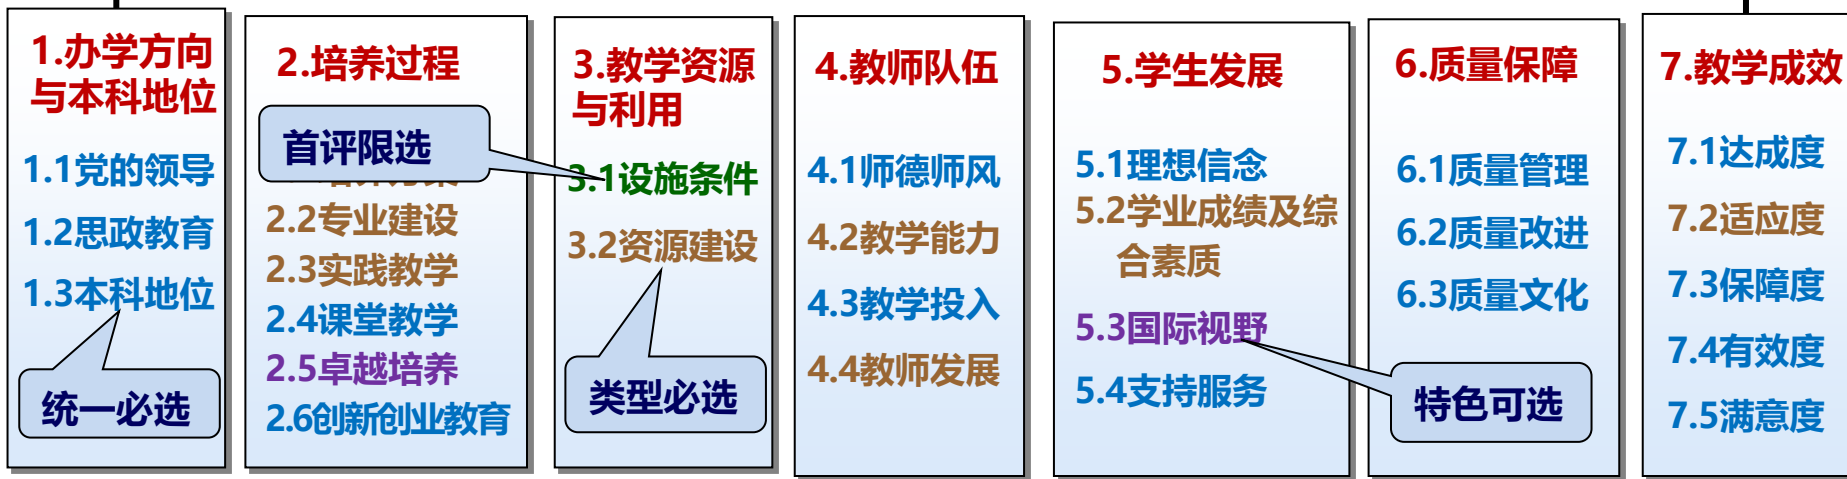 1.办学方向
与本科地位
1.1党的领导
1.2思政教育
1.3本科地位
统一必选
2.培养过程
首评限选
2.2专业建设
2.3实践教学
2.4课堂教学
2.5卓越培养
2.6创新创业教育
3.教学资源
与利用
3.1设施条件
3.2资源建设
类型必选
4.教师队伍
4.1师德师风
4.2教学能力
4.3教学投入
4.4教师发展
5.学生发展
5.1理想信念
5.2学业成绩及综
合素质
5.3国际视野
5.4支持服务
6.质量保障
6.1质量管理
6.2质量改进
6.3质量文化
特色可选
7.教学成效
7.1达成度
7.2适应度
7.3保障度
7.4有效度
7.5满意度